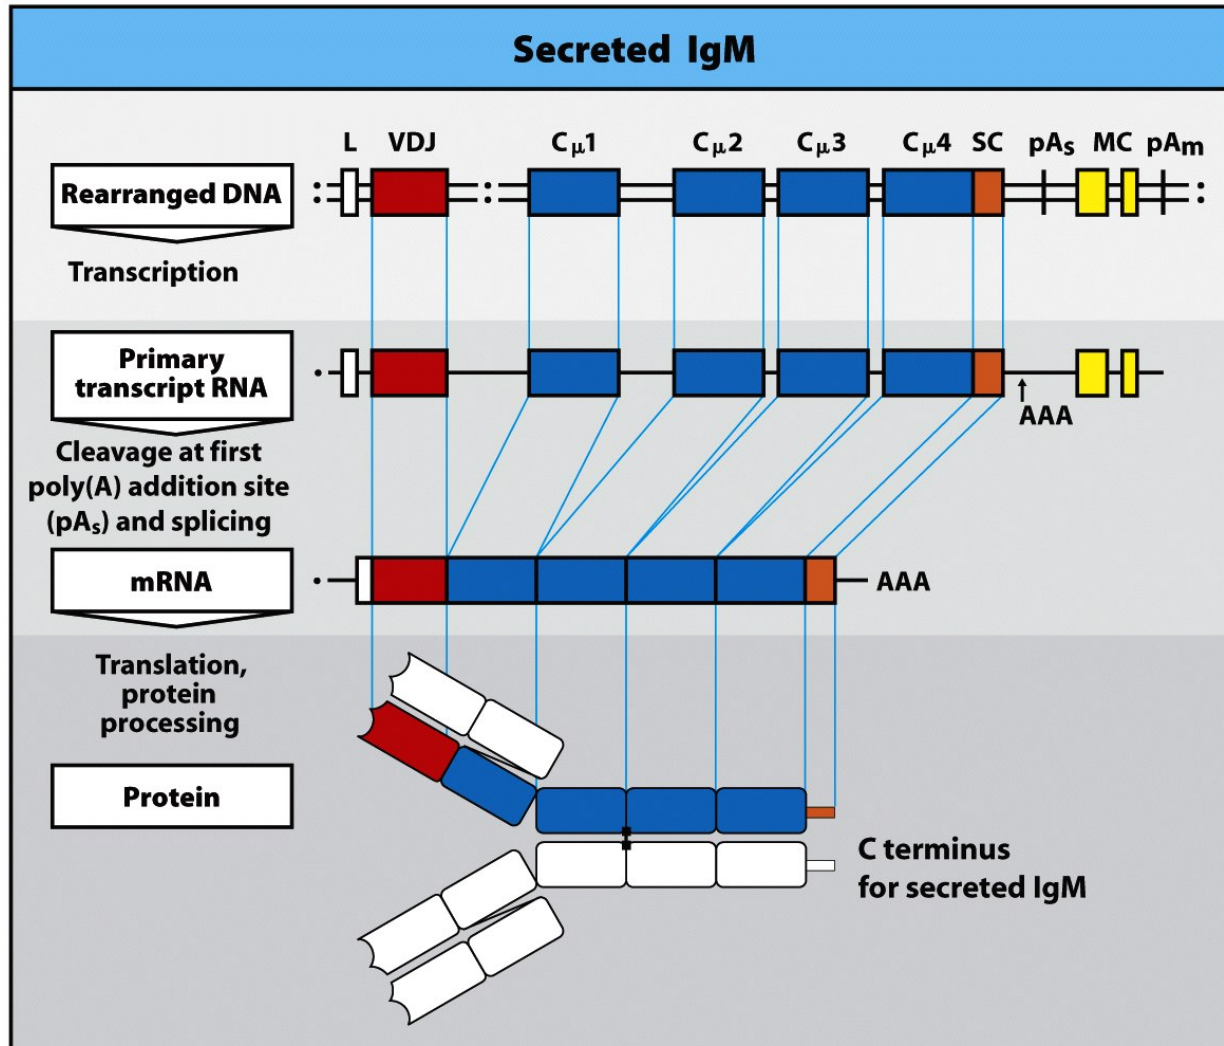 Secreted IgM
L VDJ Cμ1 Cμ2 Cμ3 Cμ4 SC pAs MC pAm
Rearranged DNA
Transcription
Primary
transcript RNA
AAA
Cleavage at first
poly(A) addition site
(pAs) and splicing
mRNA
AAA
Translation,
protein
processing
Protein
C terminus
for secreted IgM